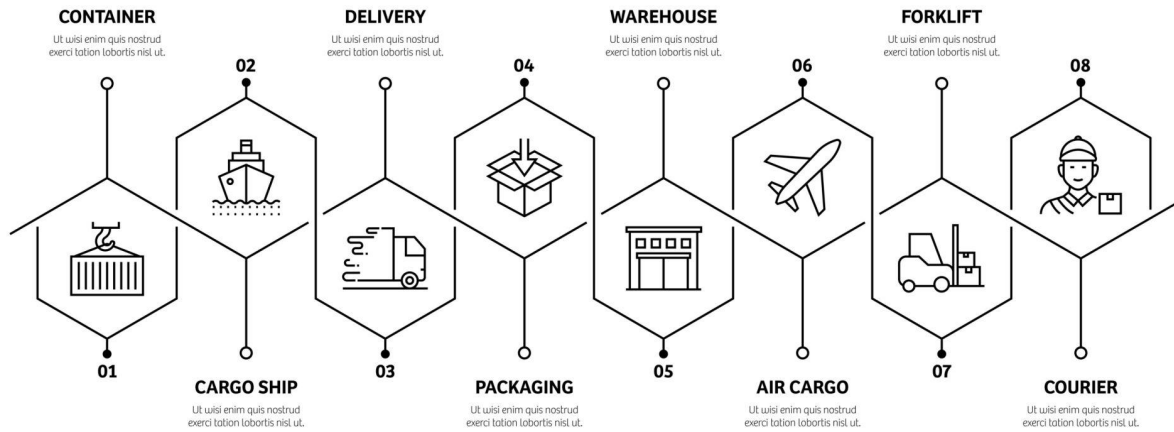 CONTAINER
Ut wisi enim quis nostrud
exerci tation lobortis nisl ut.
01
02
CARGO SHIP
Ut wisi enim quis nostrud
exerci tation lobortis nisl ut.
DELIVERY
Ut wisi enim quis nostrud
exerci tation lobortis nisl ut.
03
04
PACKAGING
Ut wisi enim quis nostrud
exerci tation lobortis nisl ut.
WAREHOUSE
Ut wisi enim quis nostrud
exerci tation lobortis nisl ut.
05
06
AIR CARGO
Ut wisi enim quis nostrud
exerci tation lobortis nisl ut.
FORKLIFT
Ut wisi enim quis nostrud
exerci tation lobortis nisl ut.
07
08
COURIER
Ut wisi enim quis nostrud
exerci tation lobortis nisl ut.